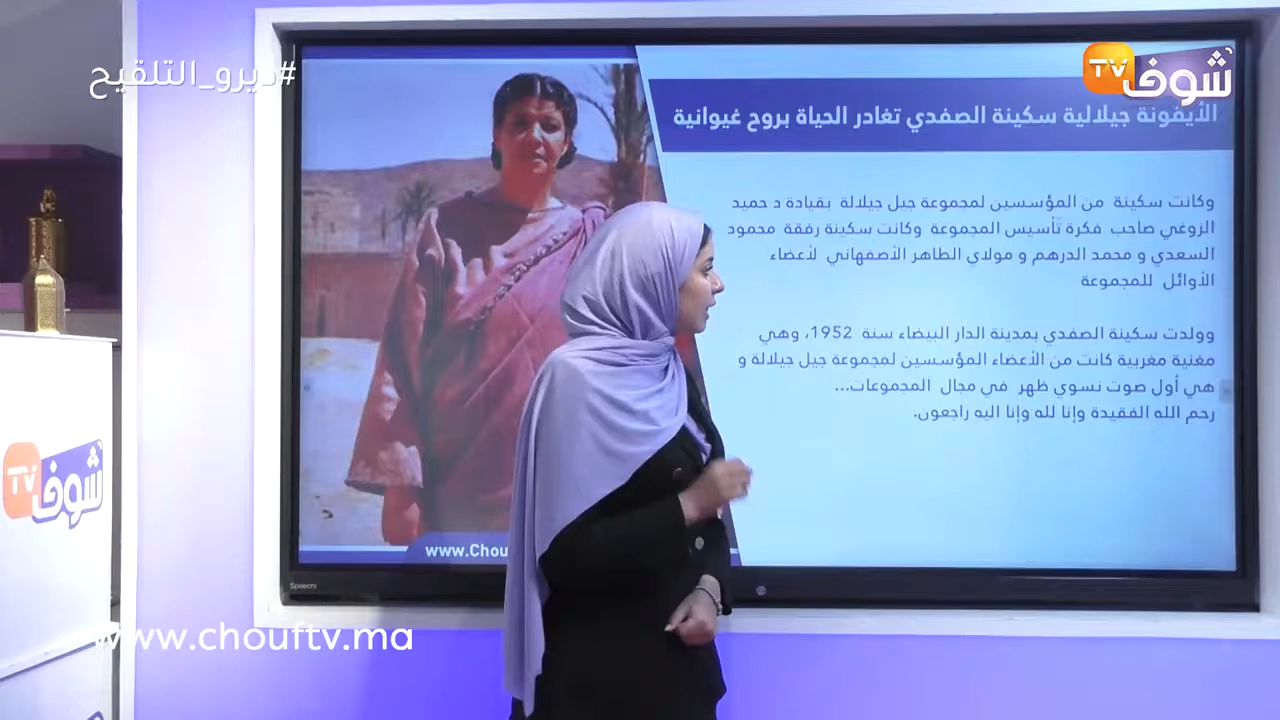 #ديرو_التلقيح
شوف TV
الأيقونة جيلالية سكينة الصفدي تغادر الحياة بروح غيوانية
وكانت سكينة من المؤسسين لمجموعة جيل جيلالة بقيادة د حميد
الزوغي صاحب فكرة تأسيس المجموعة وكانت سكينة رفقة محمود
السعدي و محمد الدرهم و مولاي الطاهر الأصفهاني لأعضاء
الأوائل للمجموعة
وولدت سكينة الصفدي بمدينة الدار البيضاء سنة 1952، وهي
مغنية مغربية كانت من الأعضاء المؤسسين لمجموعة جيل جيلالة و
هي أول صوت نسوي ظهر في مجال المجموعات...
رحم الله الفقيدة وإنا لله وإنا اليه راجعون.
شوف TV
www.Chou
www.chouftv.ma